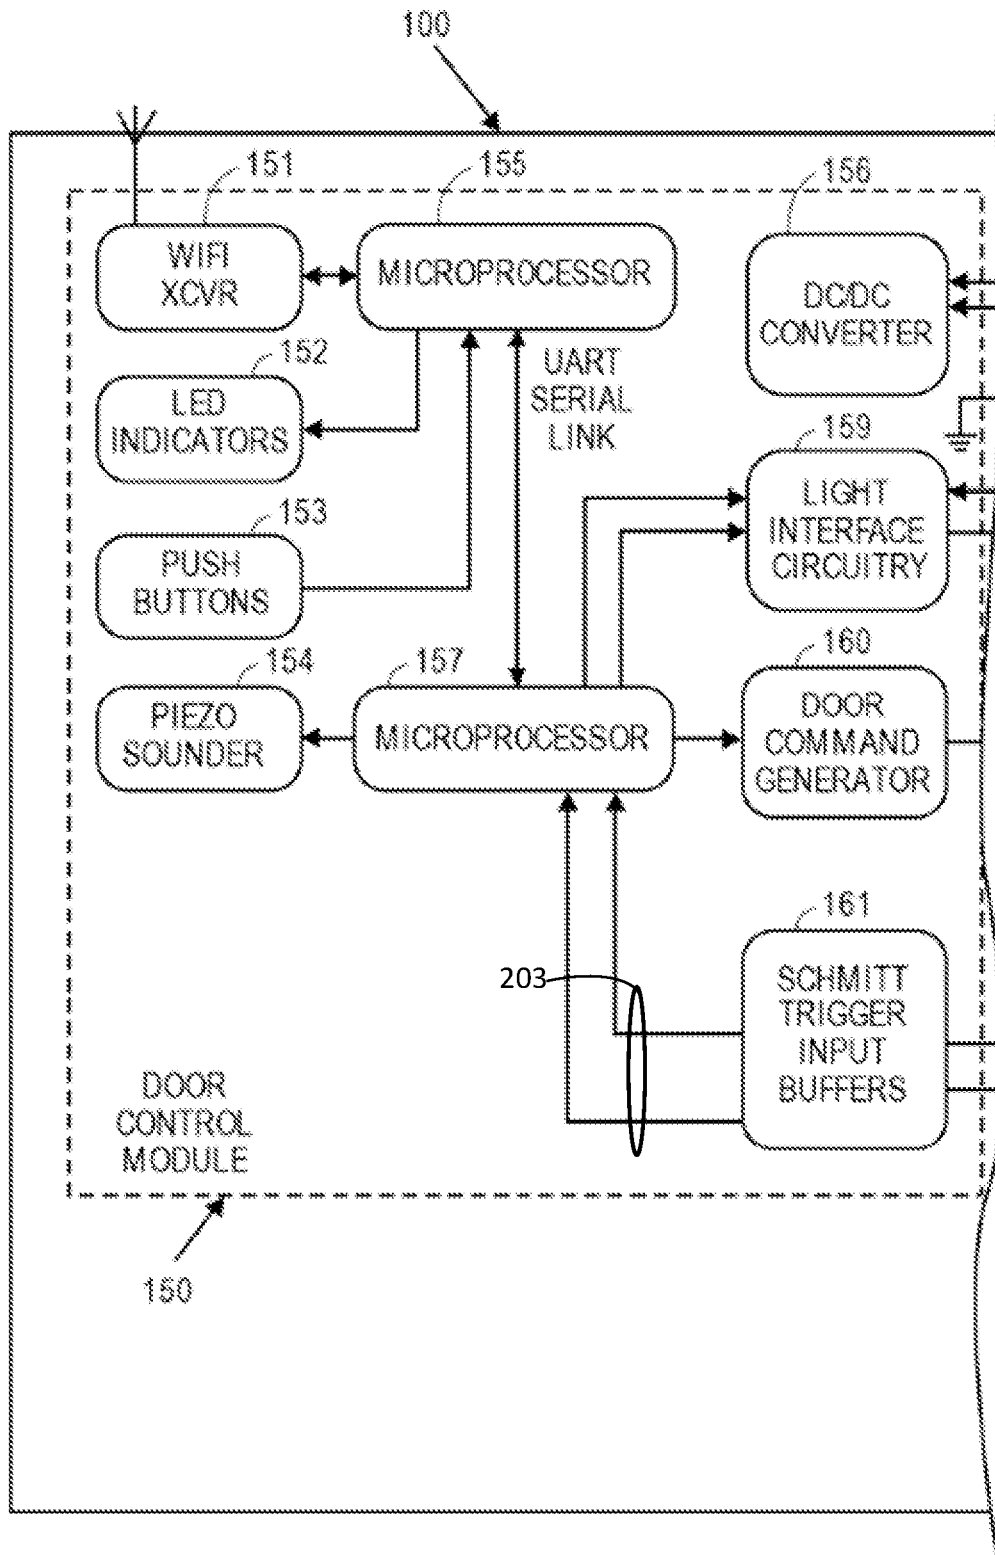 100
151
WIFI
XCVR
155
MICROPROCESSOR
156
DC/DC
CONVERTER
152
LED
INDICATORS
UART
SERIAL
LINK
159
LIGHT
INTERFACE
CIRCUITRY
153
PUSH
BUTTONS
154
PIEZO
SOUNDER
157
MICROPROCESSOR
160
DOOR
COMMAND
GENERATOR
161
SCHMITT
TRIGGER
INPUT
BUFFERS
203
DOOR
CONTROL
MODULE
150